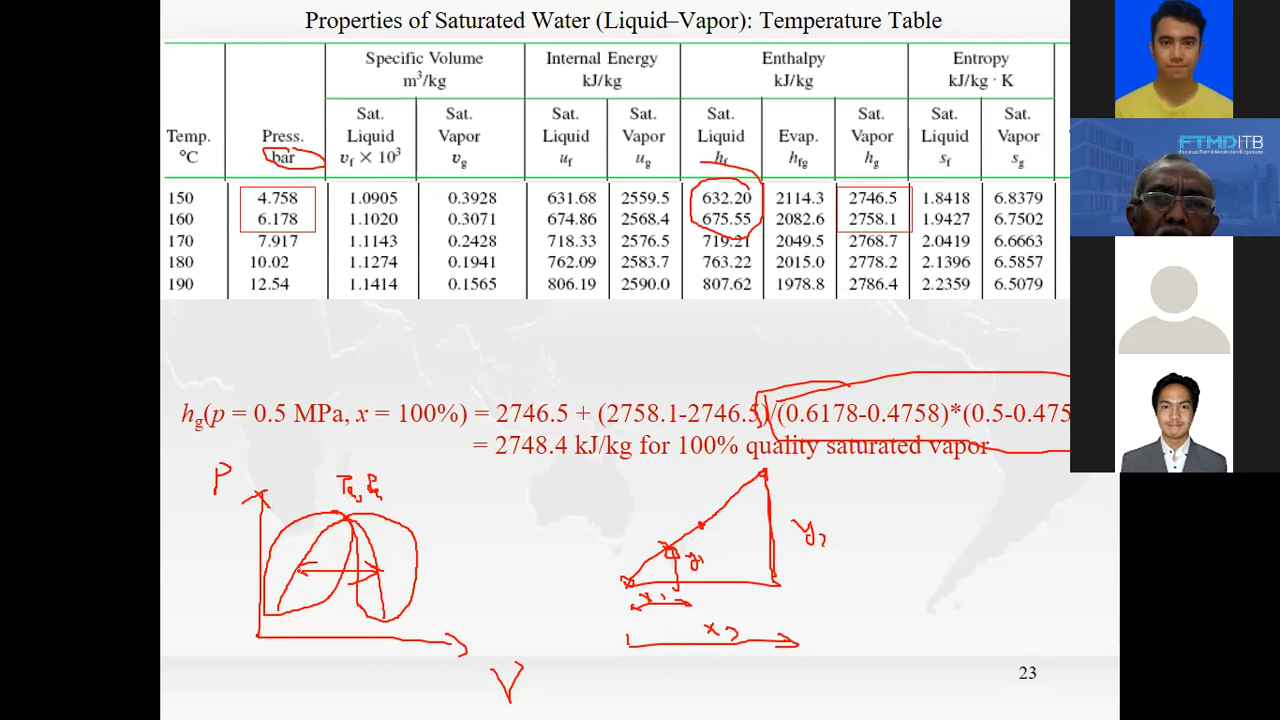 Properties of Saturated Water (Liquid–Vapor): Temperature Table
Specific Volume Internal Energy Enthalpy Entropy
m³/kg kJ/kg kJ/kg kJ/kg · K
Sat. Sat. Sat. Sat. Sat. Sat. Sat. Sat.
Temp. Press. Liquid Vapor Liquid Vapor Liquid Evap. Vapor Liquid Vapor
°C bar vf × 10³ vg uf ug hf hfg hg sf sg
150 4.758 1.0905 0.3928 631.68 2559.5 632.20 2114.3 2746.5 1.8418 6.8379
160 6.178 1.1020 0.3071 674.86 2568.4 675.55 2082.6 2758.1 1.9427 6.7502
170 7.917 1.1143 0.2428 718.33 2576.5 719.21 2049.5 2768.7 2.0419 6.6663
180 10.02 1.1274 0.1941 762.09 2583.7 763.22 2015.0 2778.2 2.1396 6.5857
190 12.54 1.1414 0.1565 806.19 2590.0 807.62 1978.8 2786.4 2.2359 6.5079
hg(p = 0.5 MPa, x = 100%) = 2746.5 + (2758.1-2746.5)/(0.6178-0.4758)*(0.5-0.475
= 2748.4 kJ/kg for 100% quality saturated vapor
P
V
y1
y2
x1
x2
23
FTMD ITB